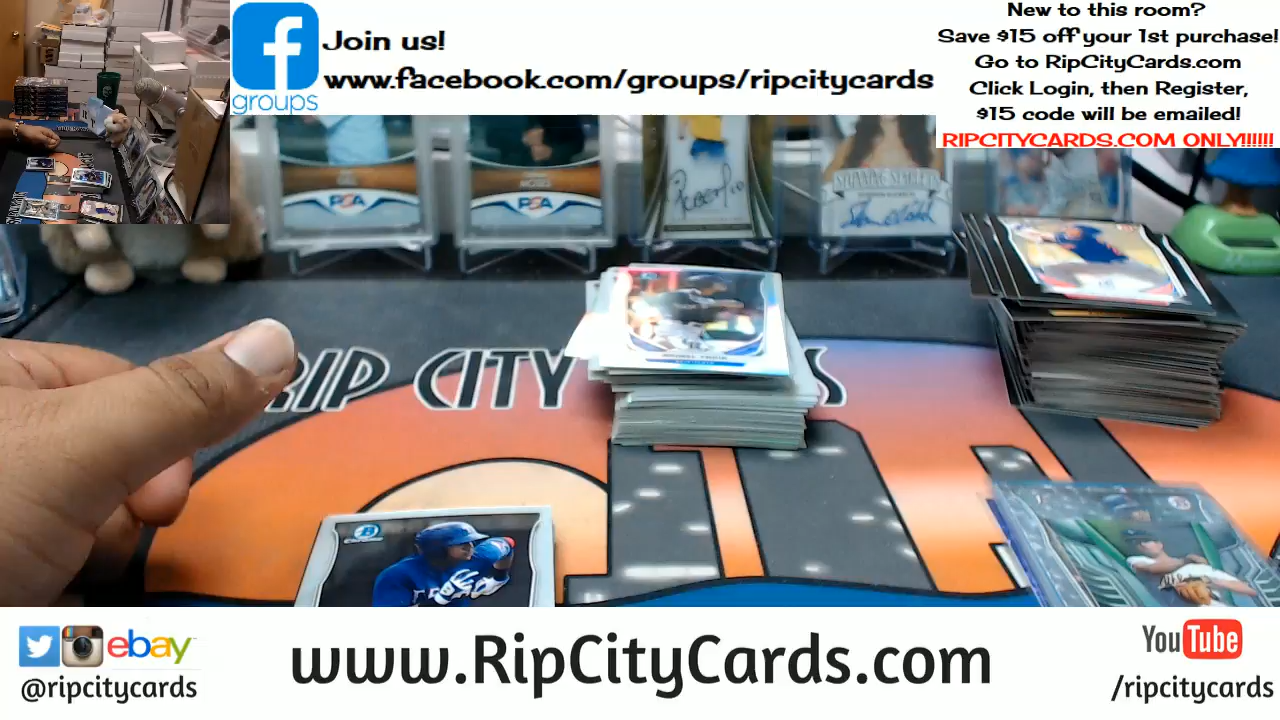 Join us!
www.facebook.com/groups/ripcitycards
groups
New to this room?
Save $15 off your 1st purchase!
Go to RipCityCards.com
Click Login, then Register,
$15 code will be emailed!
RIPCITYCARDS.COM ONLY!!!!!!
PSA
PSA
RIP CITY
S
ebay
@ripcitycards
www.RipCityCards.com
YouTube
/ripcitycards